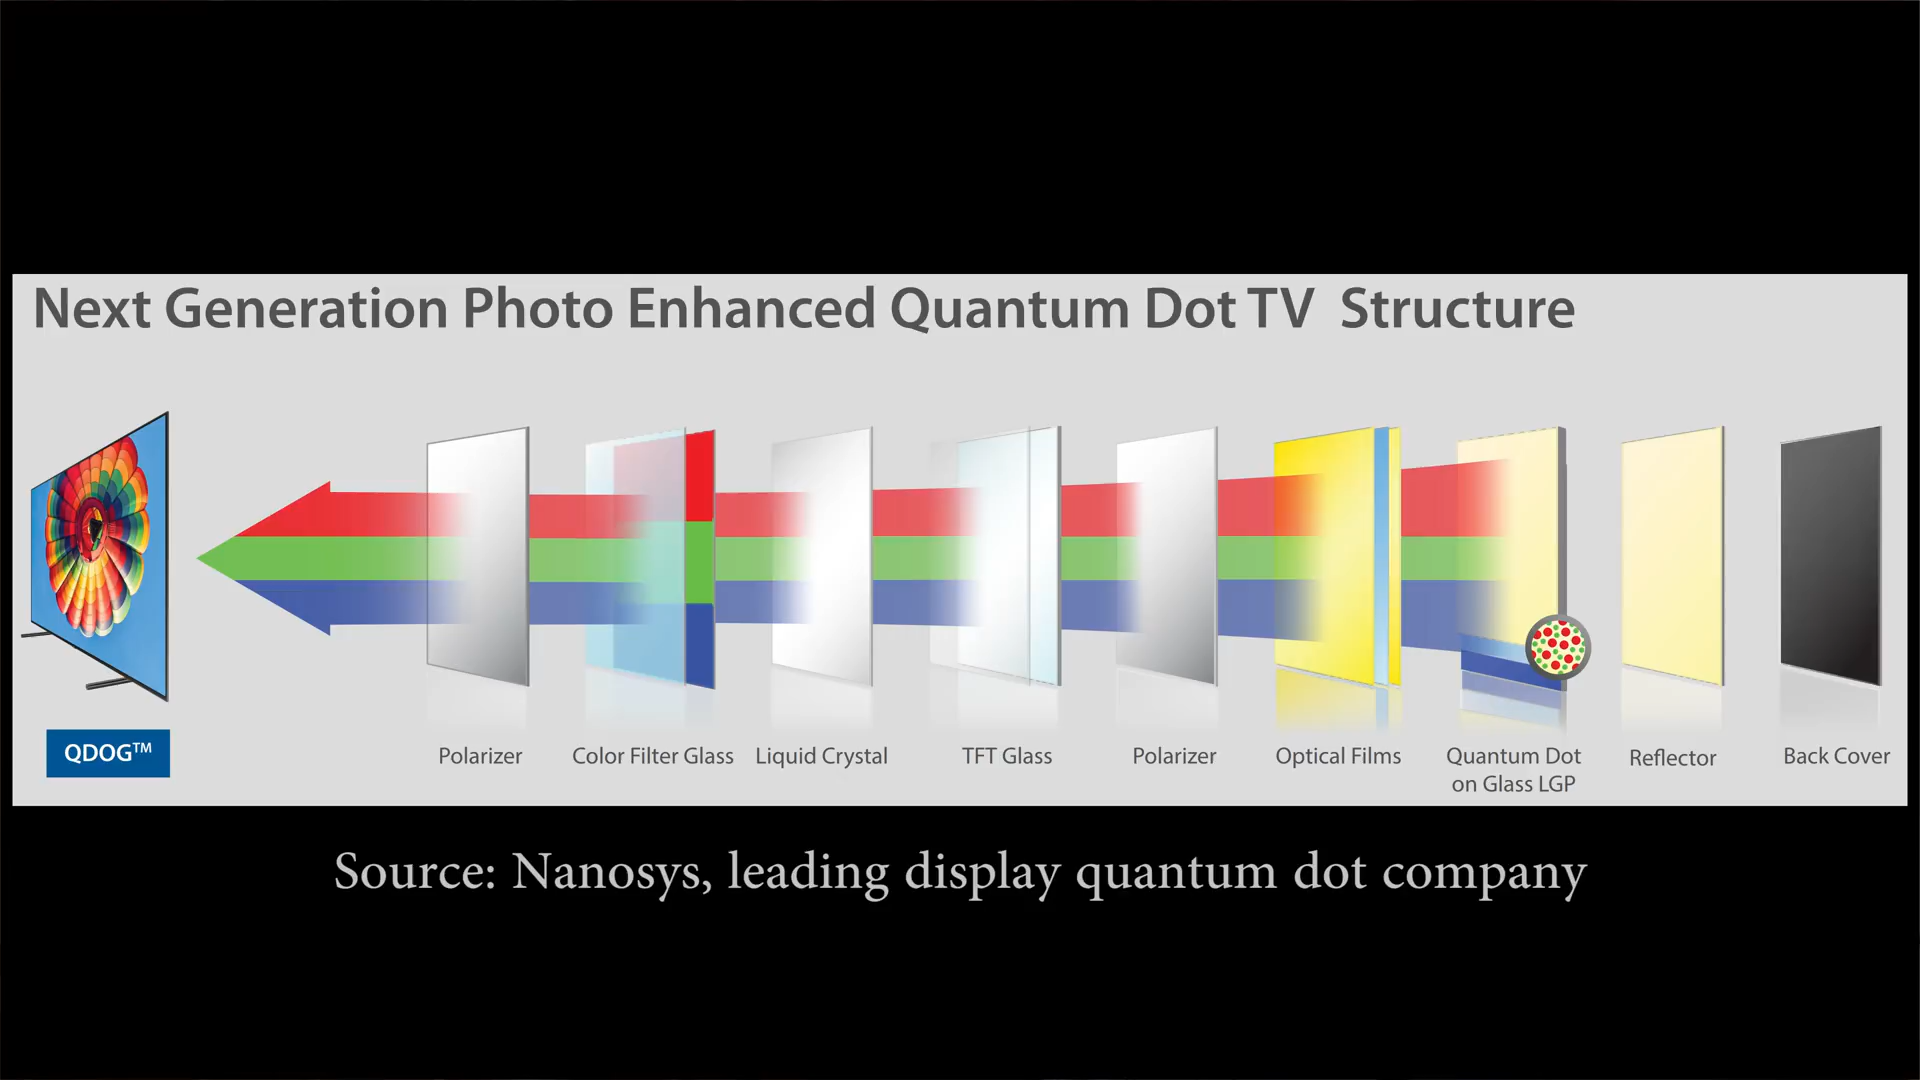 Next Generation Photo Enhanced Quantum Dot TV Structure
QDOG™
Polarizer
Color Filter Glass
Liquid Crystal
TFT Glass
Polarizer
Optical Films
Quantum Dot
on Glass LGP
Reflector
Back Cover
Source: Nanosys, leading display quantum dot company